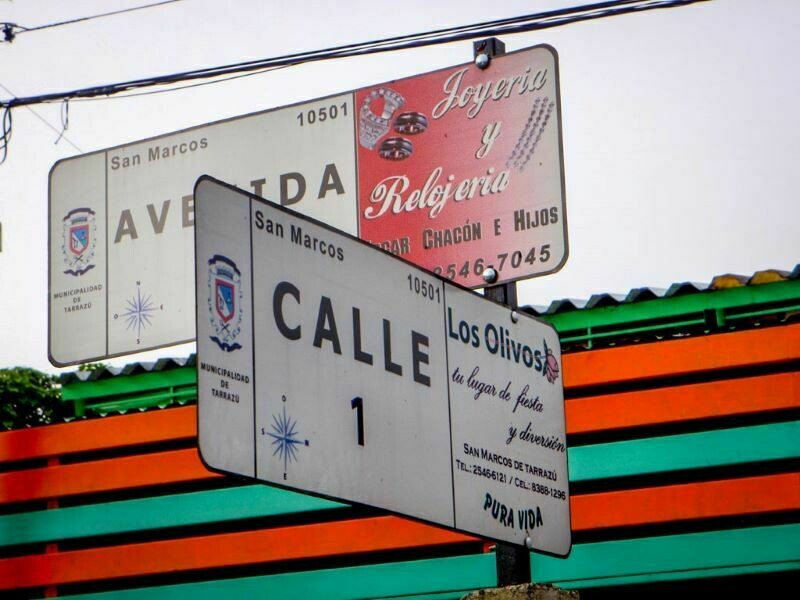 San Marcos
10501
AVENIDA
MUNICIPALIDAD
DE
TARRAZÚ
N
O
S
Joyeria
y
Relojeria
CHACÓN E HIJOS
2546-7045
San Marcos
10501
CALLE
1
MUNICIPALIDAD
DE
TARRAZÚ
O
S
N
E
LOS OLIVOS
tu lugar de fiesta
y diversión
SAN MARCOS DE TARRAZÚ
TEL.: 2546-6121 / CEL.: 8388-1296
PURA VIDA